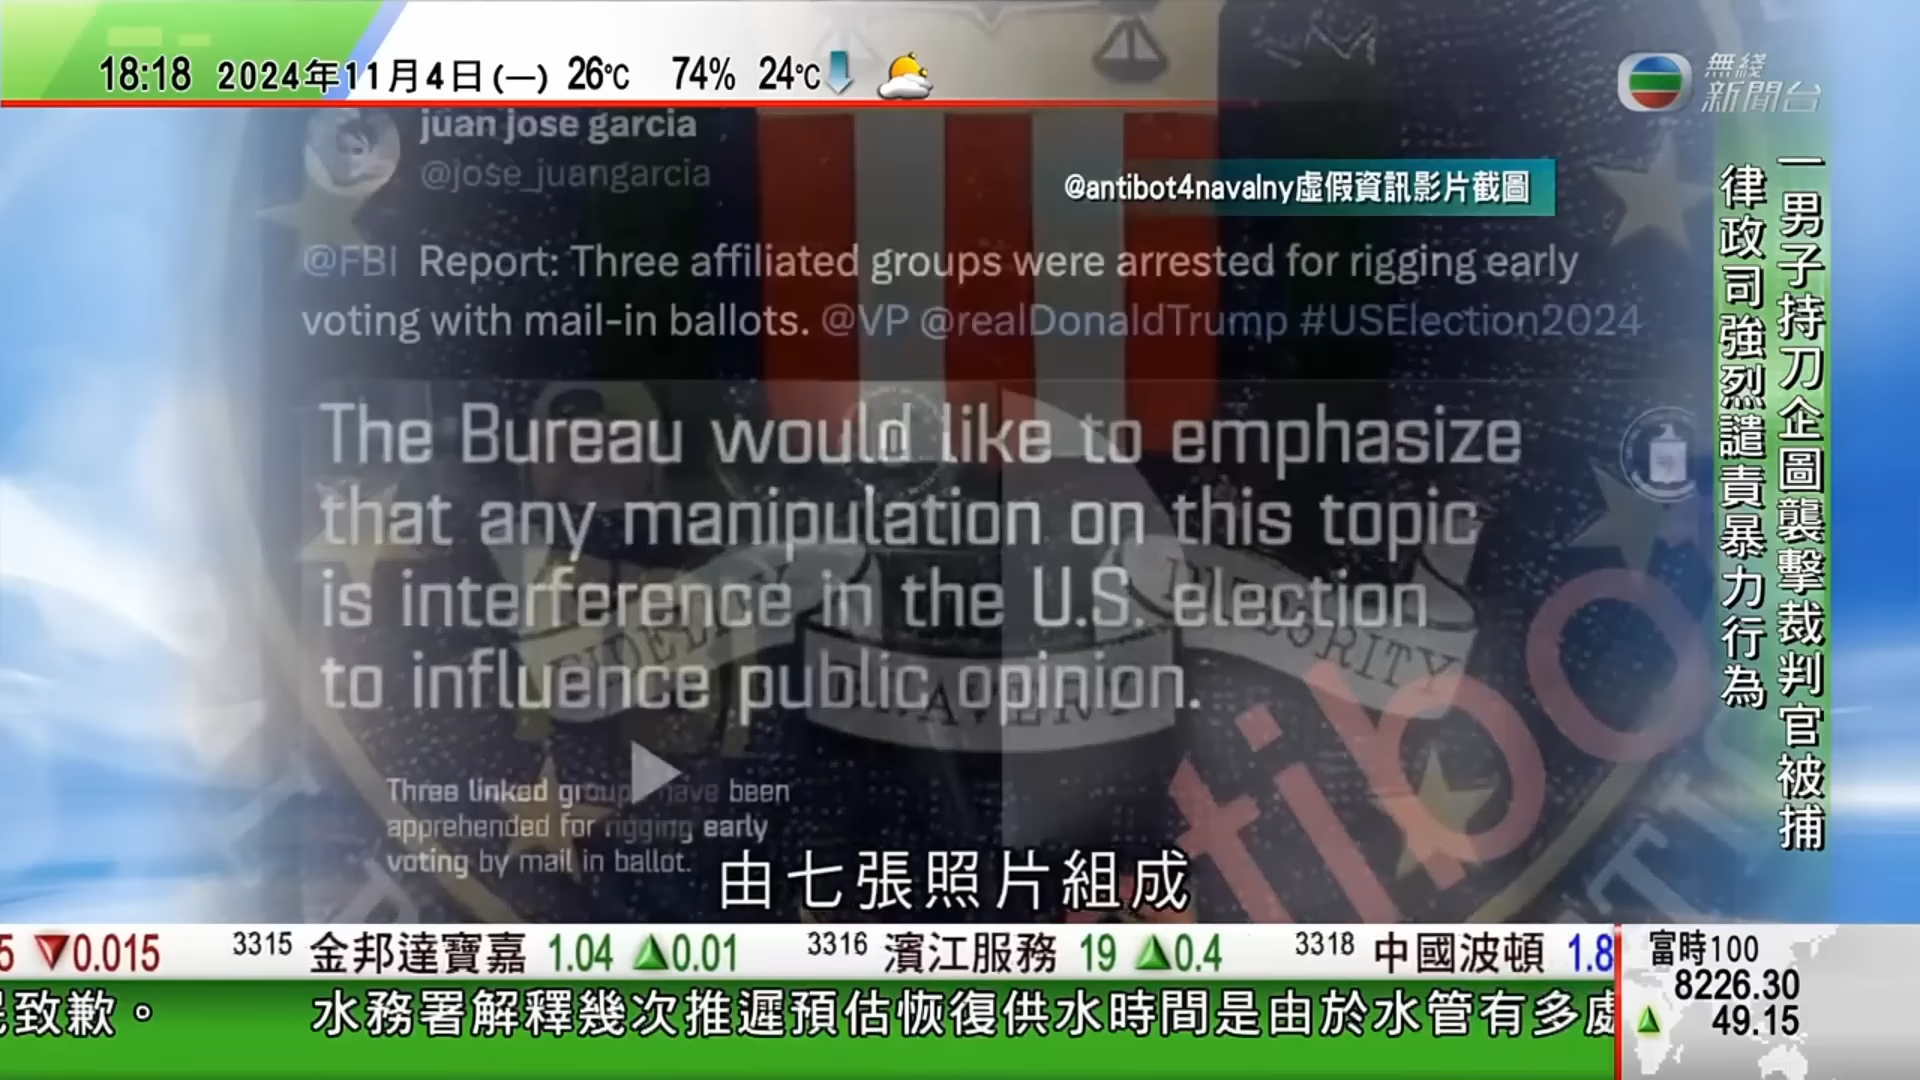 18:18 2024年11月4日(一) 26℃ 74% 24℃
無綫
新聞台
juan jose garcia
@jose_juangarcia
@antibot4navalny虛假資訊影片截圖
@FBI Report: Three affiliated groups were arrested for rigging early
voting with mail-in ballots. @VP @realDonaldTrump #USElection2024
The Bureau would like to emphasize
that any manipulation on this topic
is interference in the U.S. election
to influence public opinion.
FIDELITY
BRAVERY
INTEGRITY
Three linked groups have been
apprehended for rigging early
voting by mail in ballot.
tibo
由七張照片組成
一男子持刀企圖襲擊裁判官被捕
律政司強烈譴責暴力行為
5 ▼0.015 3315 金邦達寶嘉 1.04 ▲0.01 3316 濱江服務 19 ▲0.4 3318 中國波頓 1.8
富時100
8226.30
▲ 49.15
致歉。 水務署解釋幾次推遲預估恢復供水時間是由於水管有多處